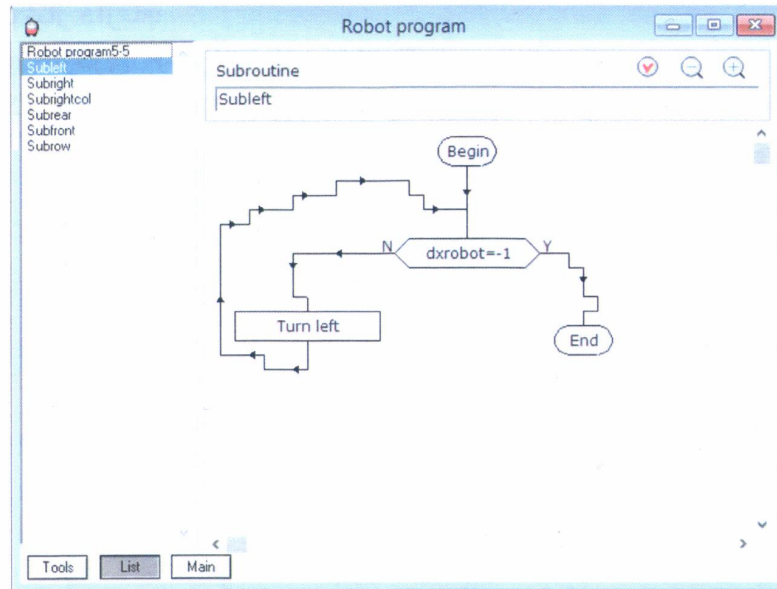 Robot program
Robot program5-5
Subleft
Subright
Subrightcol
Subrear
Subfront
Subrow
Subroutine
Subleft
Begin
N
dxrobot=-1
Y
Turn left
End
Tools
List
Main